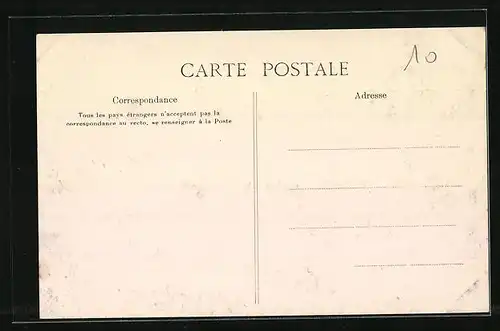 10
CARTE POSTALE
Correspondance
Tous les pays étrangers n'acceptent pas la
correspondance au recto, se renseigner à la Poste
Adresse